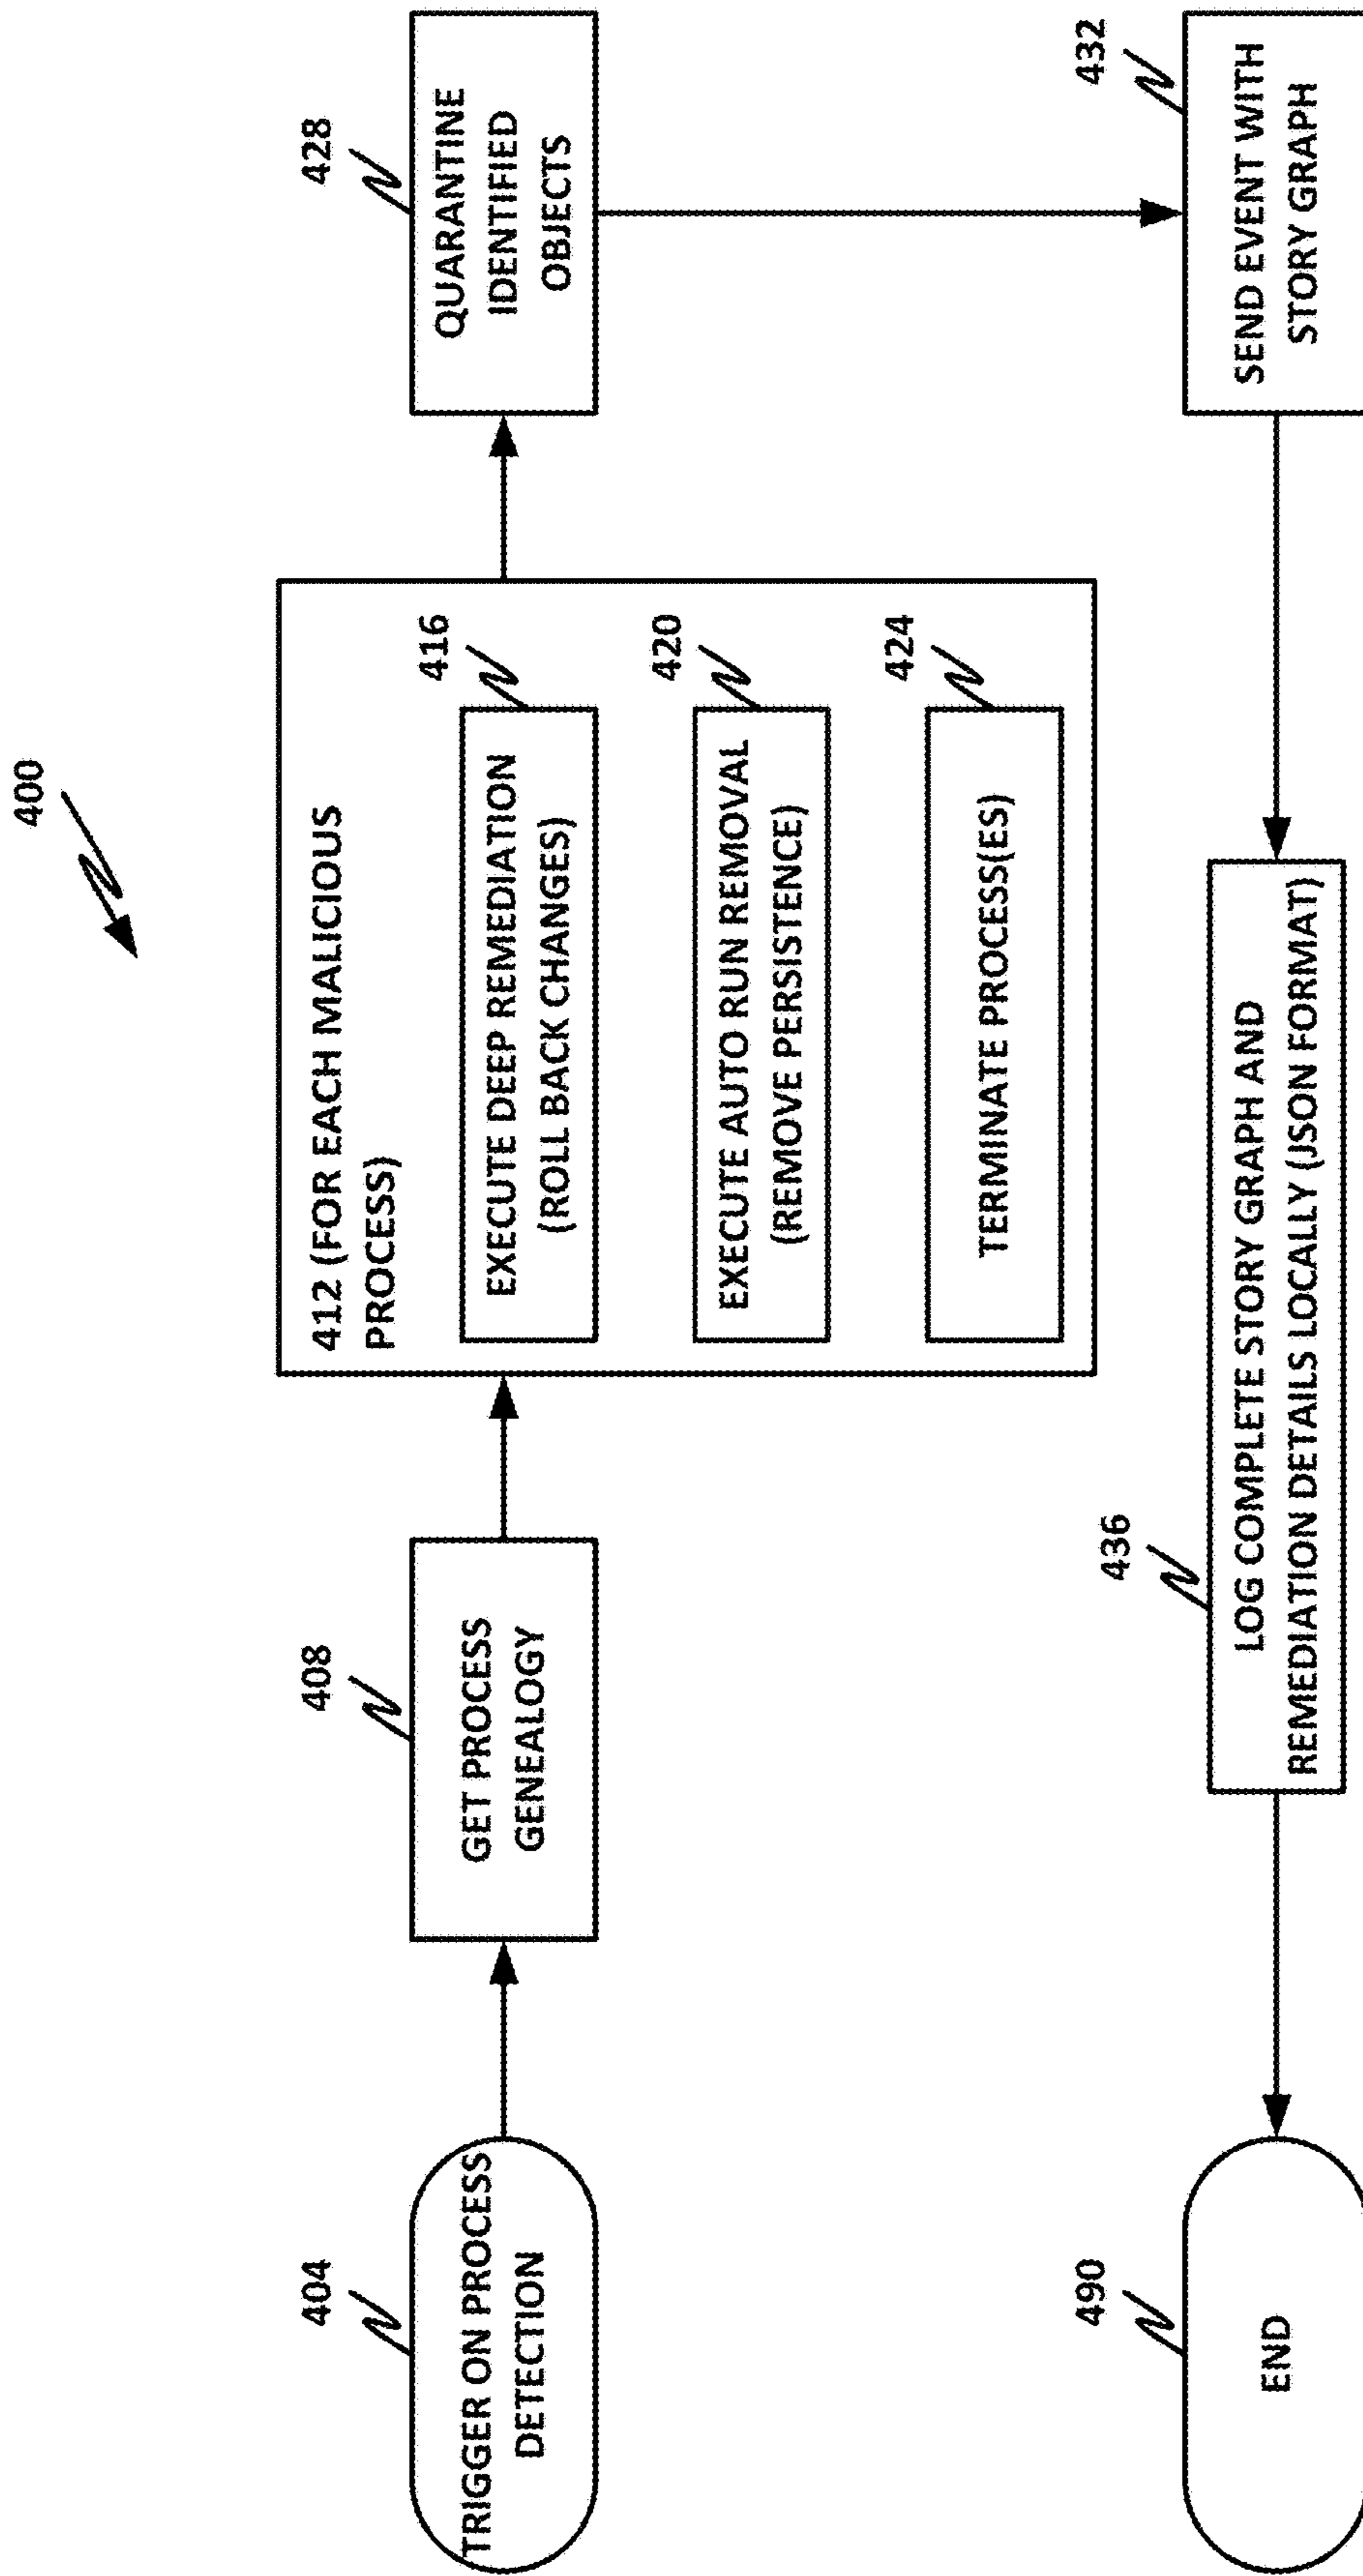 400
404
TRIGGER ON PROCESS
DETECTION
408
GET PROCESS
GENEALOGY
412 (FOR EACH MALICIOUS
PROCESS)
416
EXECUTE DEEP REMEDIATION
(ROLL BACK CHANGES)
420
EXECUTE AUTO RUN REMOVAL
(REMOVE PERSISTENCE)
424
TERMINATE PROCESS(ES)
428
QUARANTINE
IDENTIFIED
OBJECTS
432
SEND EVENT WITH
STORY GRAPH
436
LOG COMPLETE STORY GRAPH AND
REMEDIATION DETAILS LOCALLY (JSON FORMAT)
490
END